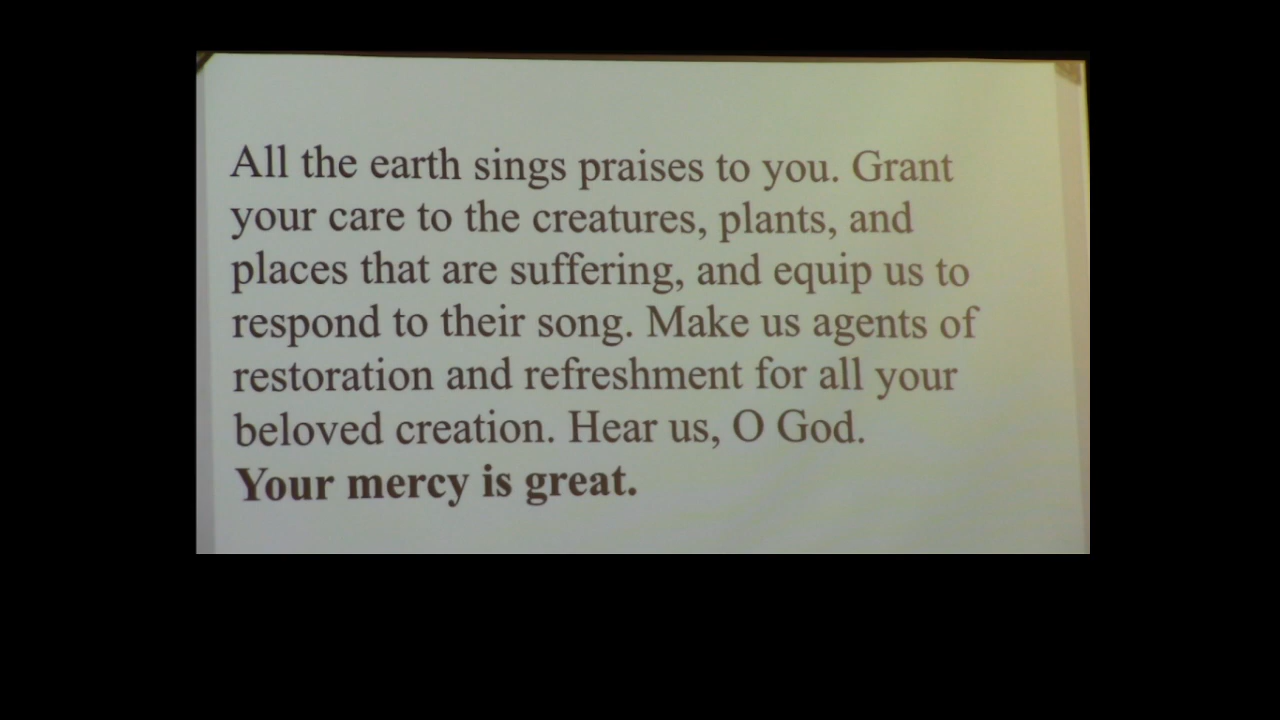 All the earth sings praises to you. Grant
your care to the creatures, plants, and
places that are suffering, and equip us to
respond to their song. Make us agents of
restoration and refreshment for all your
beloved creation. Hear us, O God.
Your mercy is great.